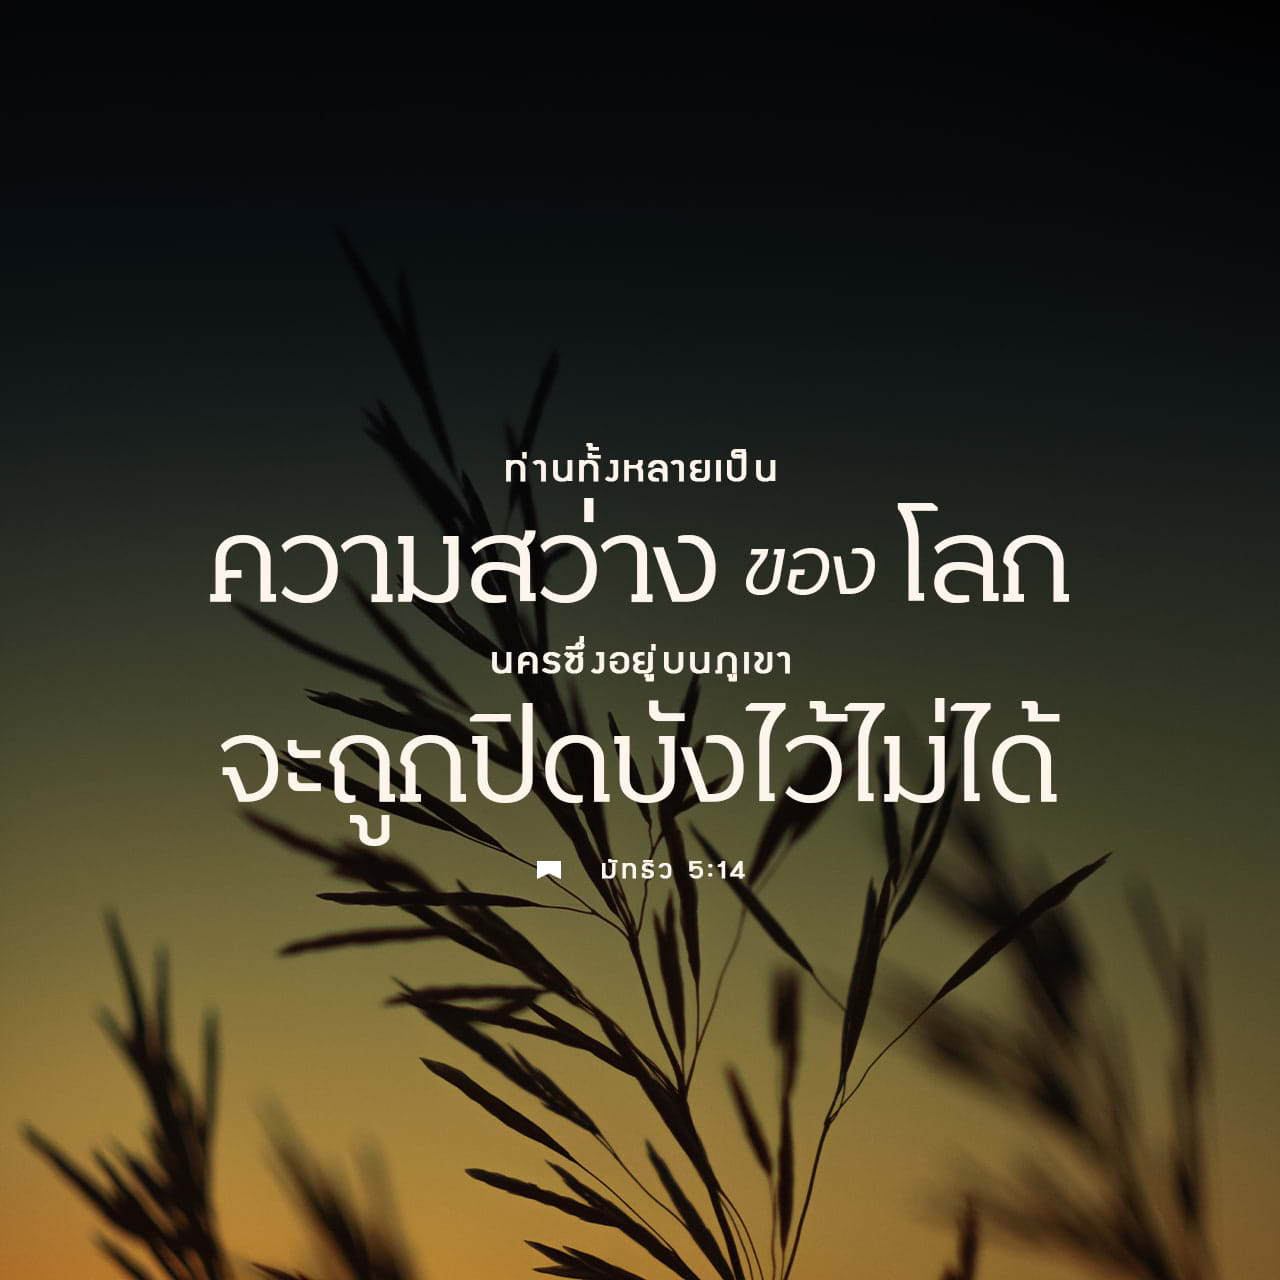 ท่านทั้งหลายเป็น
ความสว่าง ของ โลก
นครซึ่งอยู่บนภูเขา
จะถูกปิดบังไว้ไม่ได้
มัทธิว 5:14